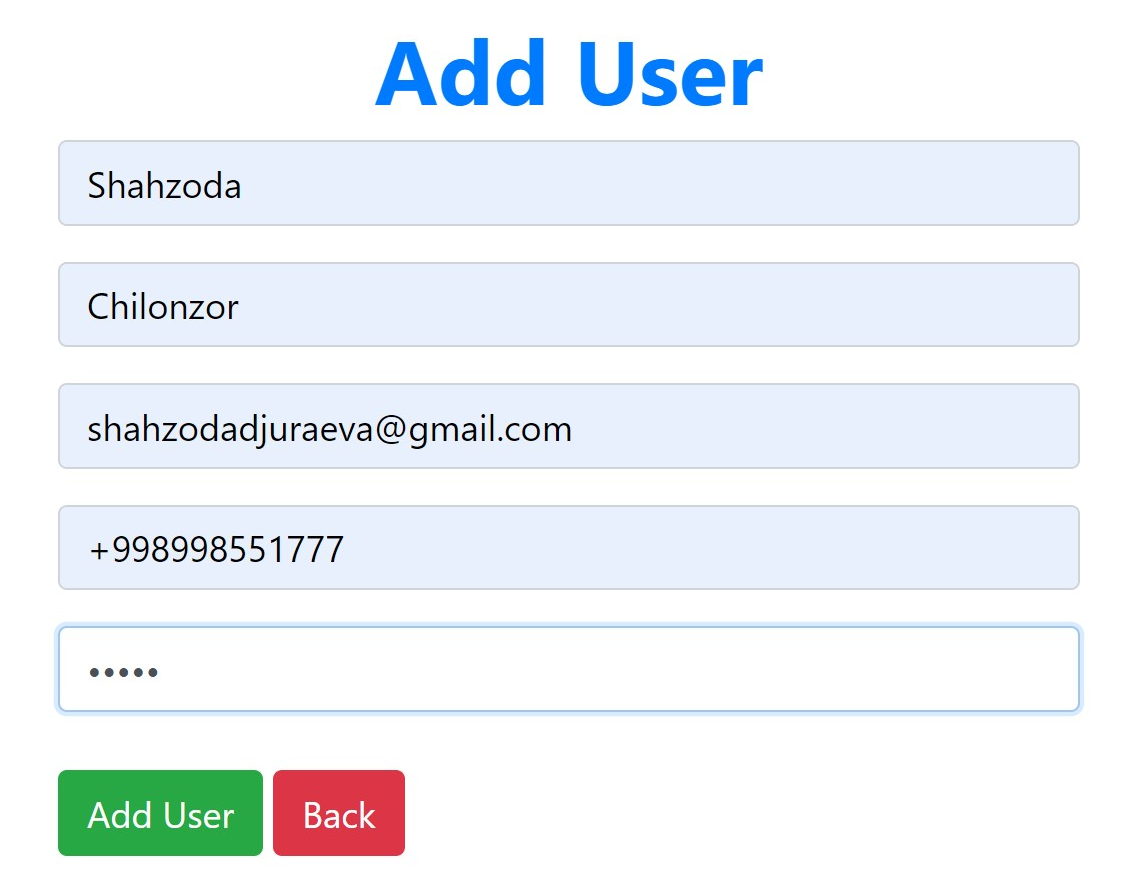 Add User
Shahzoda
Chilonzor
shahzodadjuraeva@gmail.com
+998998551777
•••••
Add User Back